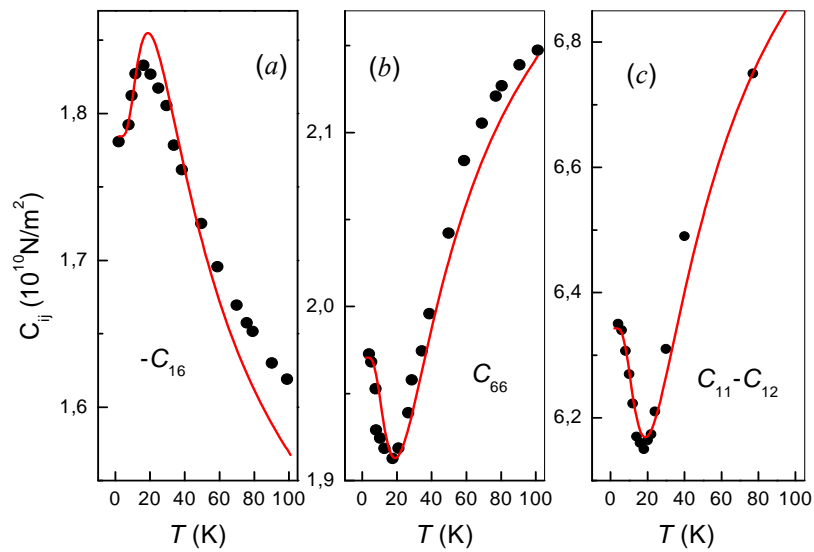 (a)
(b)
(c)
C_ij (10^10 N/m^2)
1,8
1,7
1,6
-C_16
0 20 40 60 80 100
T (K)
2,1
2,0
1,9
C_66
0 20 40 60 80 100
T (K)
6,8
6,6
6,4
6,2
C_11-C_12
0 20 40 60 80 100
T (K)